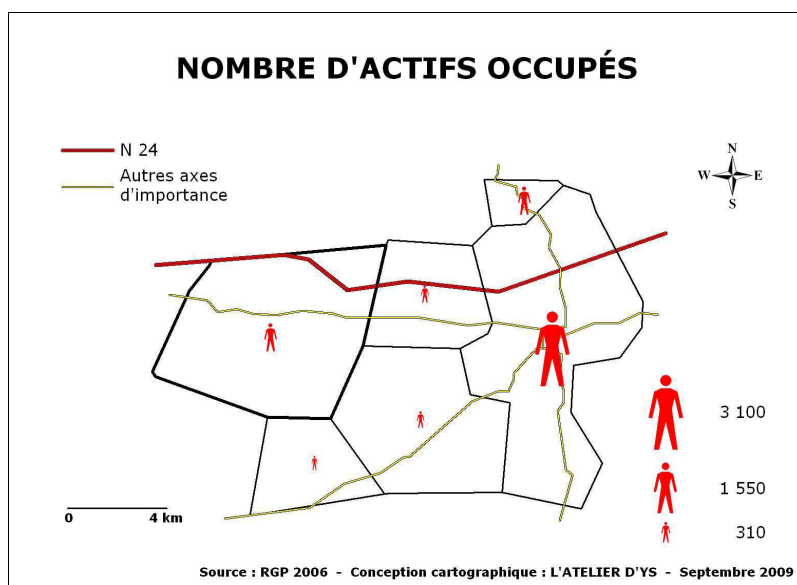 NOMBRE D'ACTIFS OCCUPÉS
N 24
Autres axes
d'importance
N
W E
S
3 100
1 550
310
0 4 km
Source : RGP 2006 - Conception cartographique : L'ATELIER D'YS - Septembre 2009